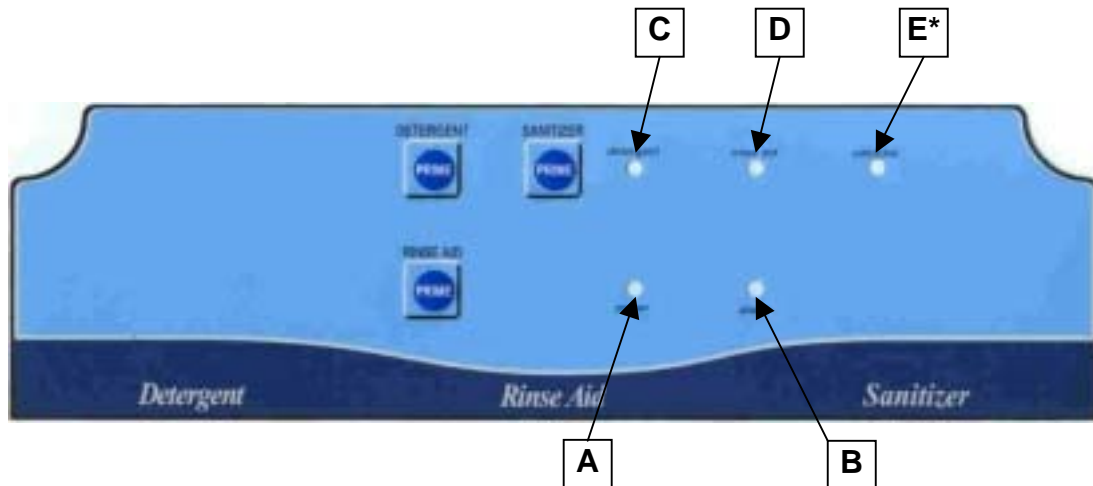 C D E*
DETERGENT SANITIZER
PRIME PRIME
RINSE AID
PRIME
Detergent Rinse Aid Sanitizer
A B